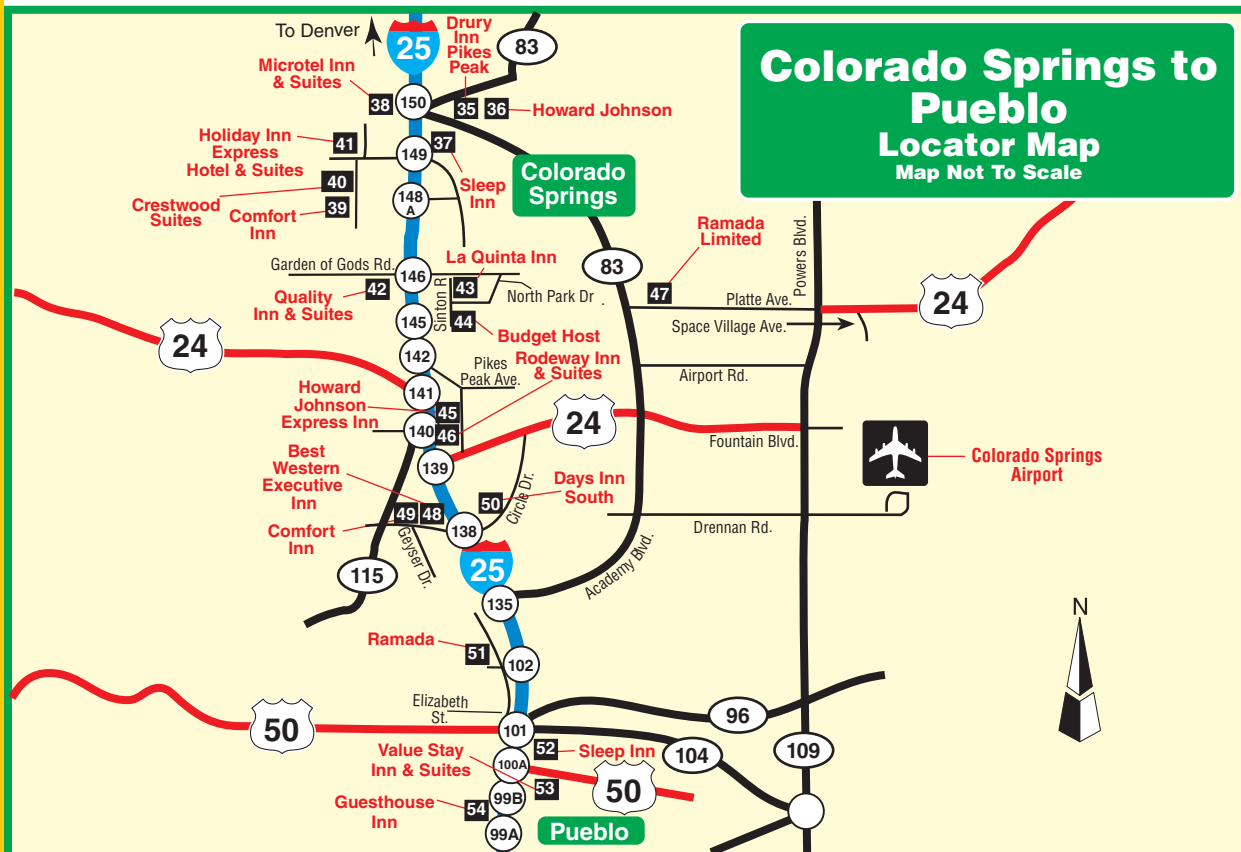 To Denver
25
Drury
Inn
Pikes
Peak
83
Colorado Springs to
Pueblo
Locator Map
Map Not To Scale
Microtel Inn
& Suites
38
150
35
36
Howard Johnson
Holiday Inn
Express
Hotel & Suites
41
149
37
Sleep
Inn
Colorado
Springs
40
Crestwood
Suites
39
Comfort
Inn
148
A
Ramada
Limited
Powers Blvd.
83
La Quinta Inn
Garden of Gods Rd.
146
42
Quality
Inn & Suites
Sinton R
43
North Park Dr
47
Platte Ave.
24
Space Village Ave.
145
44
Budget Host
24
142
Pikes
Peak Ave.
Rodeway Inn
& Suites
Airport Rd.
141
Howard
Johnson
Express Inn
45
140
46
24
Fountain Blvd.
Colorado Springs
Airport
139
Best
Western
Executive
Inn
Days Inn
South
50
Circle Dr.
49
48
Comfort
Inn
138
Geyser Dr.
Drennan Rd.
115
25
Academy Blvd.
135
N
Ramada
51
102
Elizabeth
St.
50
101
96
104
109
Value Stay
Inn & Suites
52
Sleep Inn
100A
53
50
Guesthouse
Inn
54
99B
Pueblo
99A